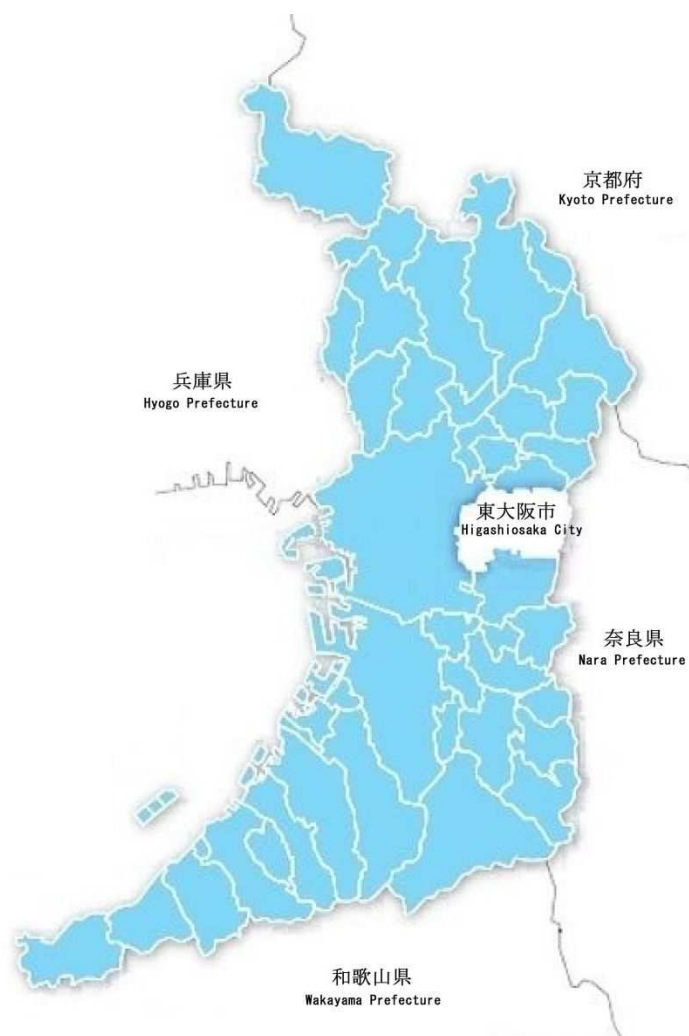 京都府
Kyoto Prefecture
兵庫県
Hyogo Prefecture
東大阪市
Higashiosaka City
奈良県
Nara Prefecture
和歌山県
Wakayama Prefecture